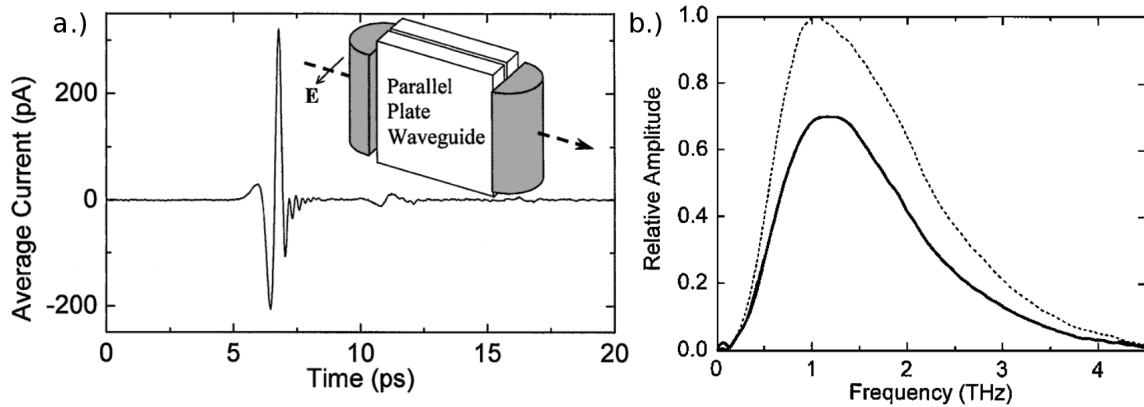 a.)
Average Current (pA)
200
0
-200
0
5
10
15
20
Time (ps)
E
Parallel
Plate
Waveguide
b.)
Relative Amplitude
1.0
0.8
0.6
0.4
0.2
0.0
0
1
2
3
4
Frequency (THz)